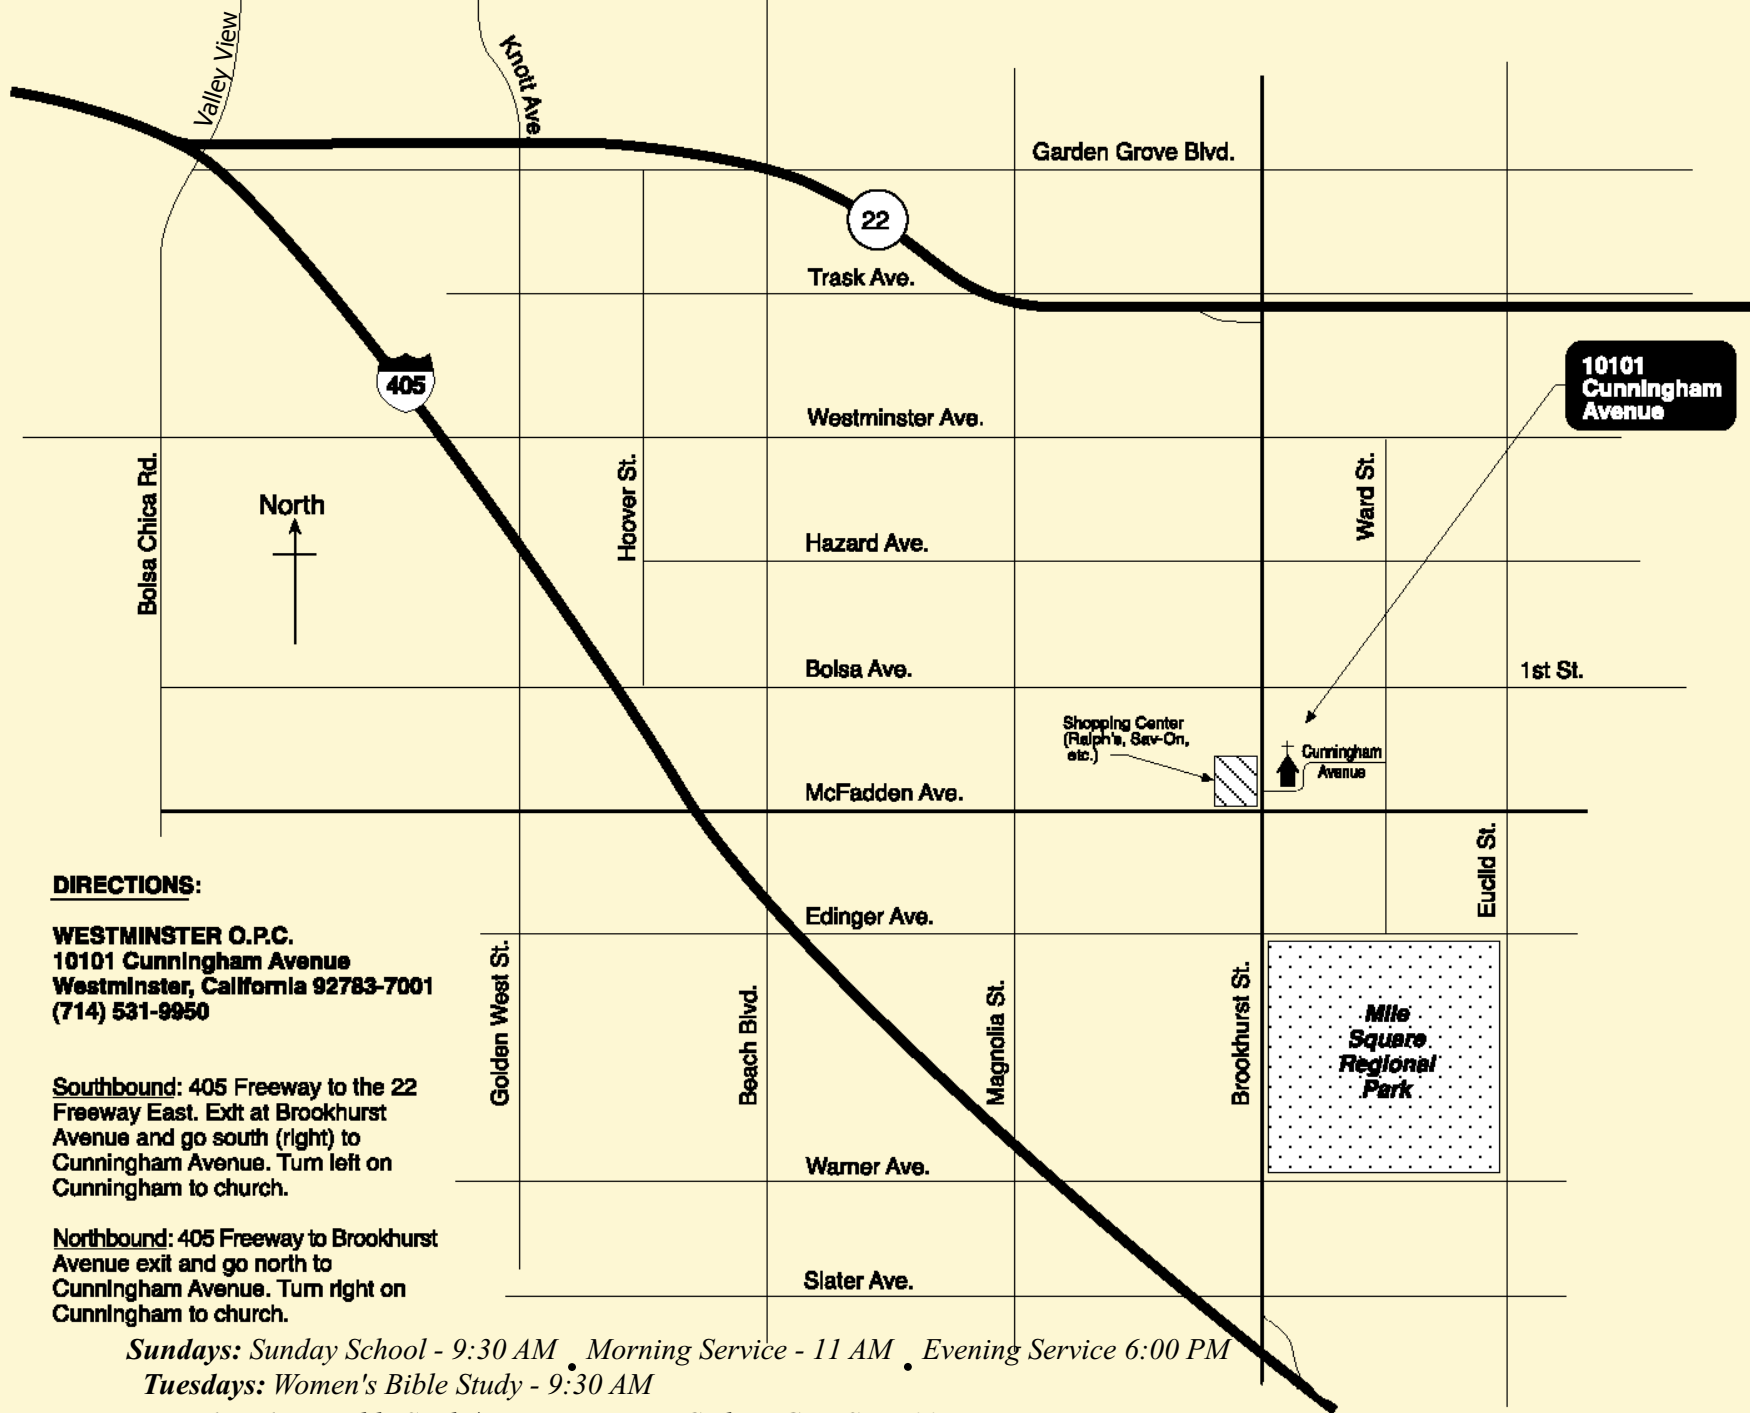 Valley View
Knott Ave.
Garden Grove Blvd.
22
Trask Ave.
405
10101
Cunningham
Avenue
Westminster Ave.
Bolsa Chica Rd.
North
Hoover St.
Ward St.
Hazard Ave.
Bolsa Ave.
1st St.
Shopping Center
(Ralph's, Sav-On,
etc.)
Cunningham
Avenue
McFadden Ave.
Euclid St.
DIRECTIONS:
WESTMINSTER O.P.C.
10101 Cunningham Avenue
Westminster, California 92783-7001
(714) 531-9950
Edinger Ave.
Golden West St.
Beach Blvd.
Magnolia St.
Brookhurst St.
Mile
Square
Regional
Park
Southbound: 405 Freeway to the 22
Freeway East. Exit at Brookhurst
Avenue and go south (right) to
Cunningham Avenue. Turn left on
Cunningham to church.
Warner Ave.
Northbound: 405 Freeway to Brookhurst
Avenue exit and go north to
Cunningham Avenue. Turn right on
Cunningham to church.
Slater Ave.
Sundays: Sunday School - 9:30 AM • Morning Service - 11 AM • Evening Service 6:00 PM
Tuesdays: Women's Bible Study - 9:30 AM